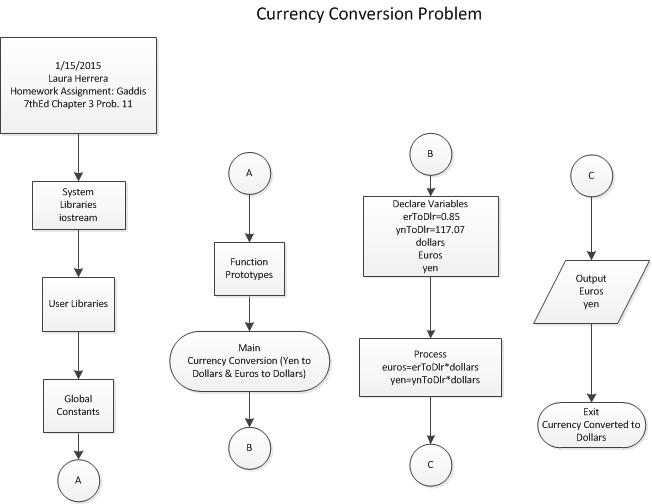 Currency Conversion Problem
1/15/2015
Laura Herrera
Homework Assignment: Gaddis
7thEd Chapter 3 Prob. 11
System
Libraries
iostream
User Libraries
Global
Constants
A
A
Function
Prototypes
Main
Currency Conversion (Yen to
Dollars & Euros to Dollars)
B
B
Declare Variables
erToDlr=0.85
ynToDlr=117.07
dollars
Euros
yen
Process
euros=erToDlr*dollars
yen=ynToDlr*dollars
C
C
Output
Euros
yen
Exit
Currency Converted to
Dollars